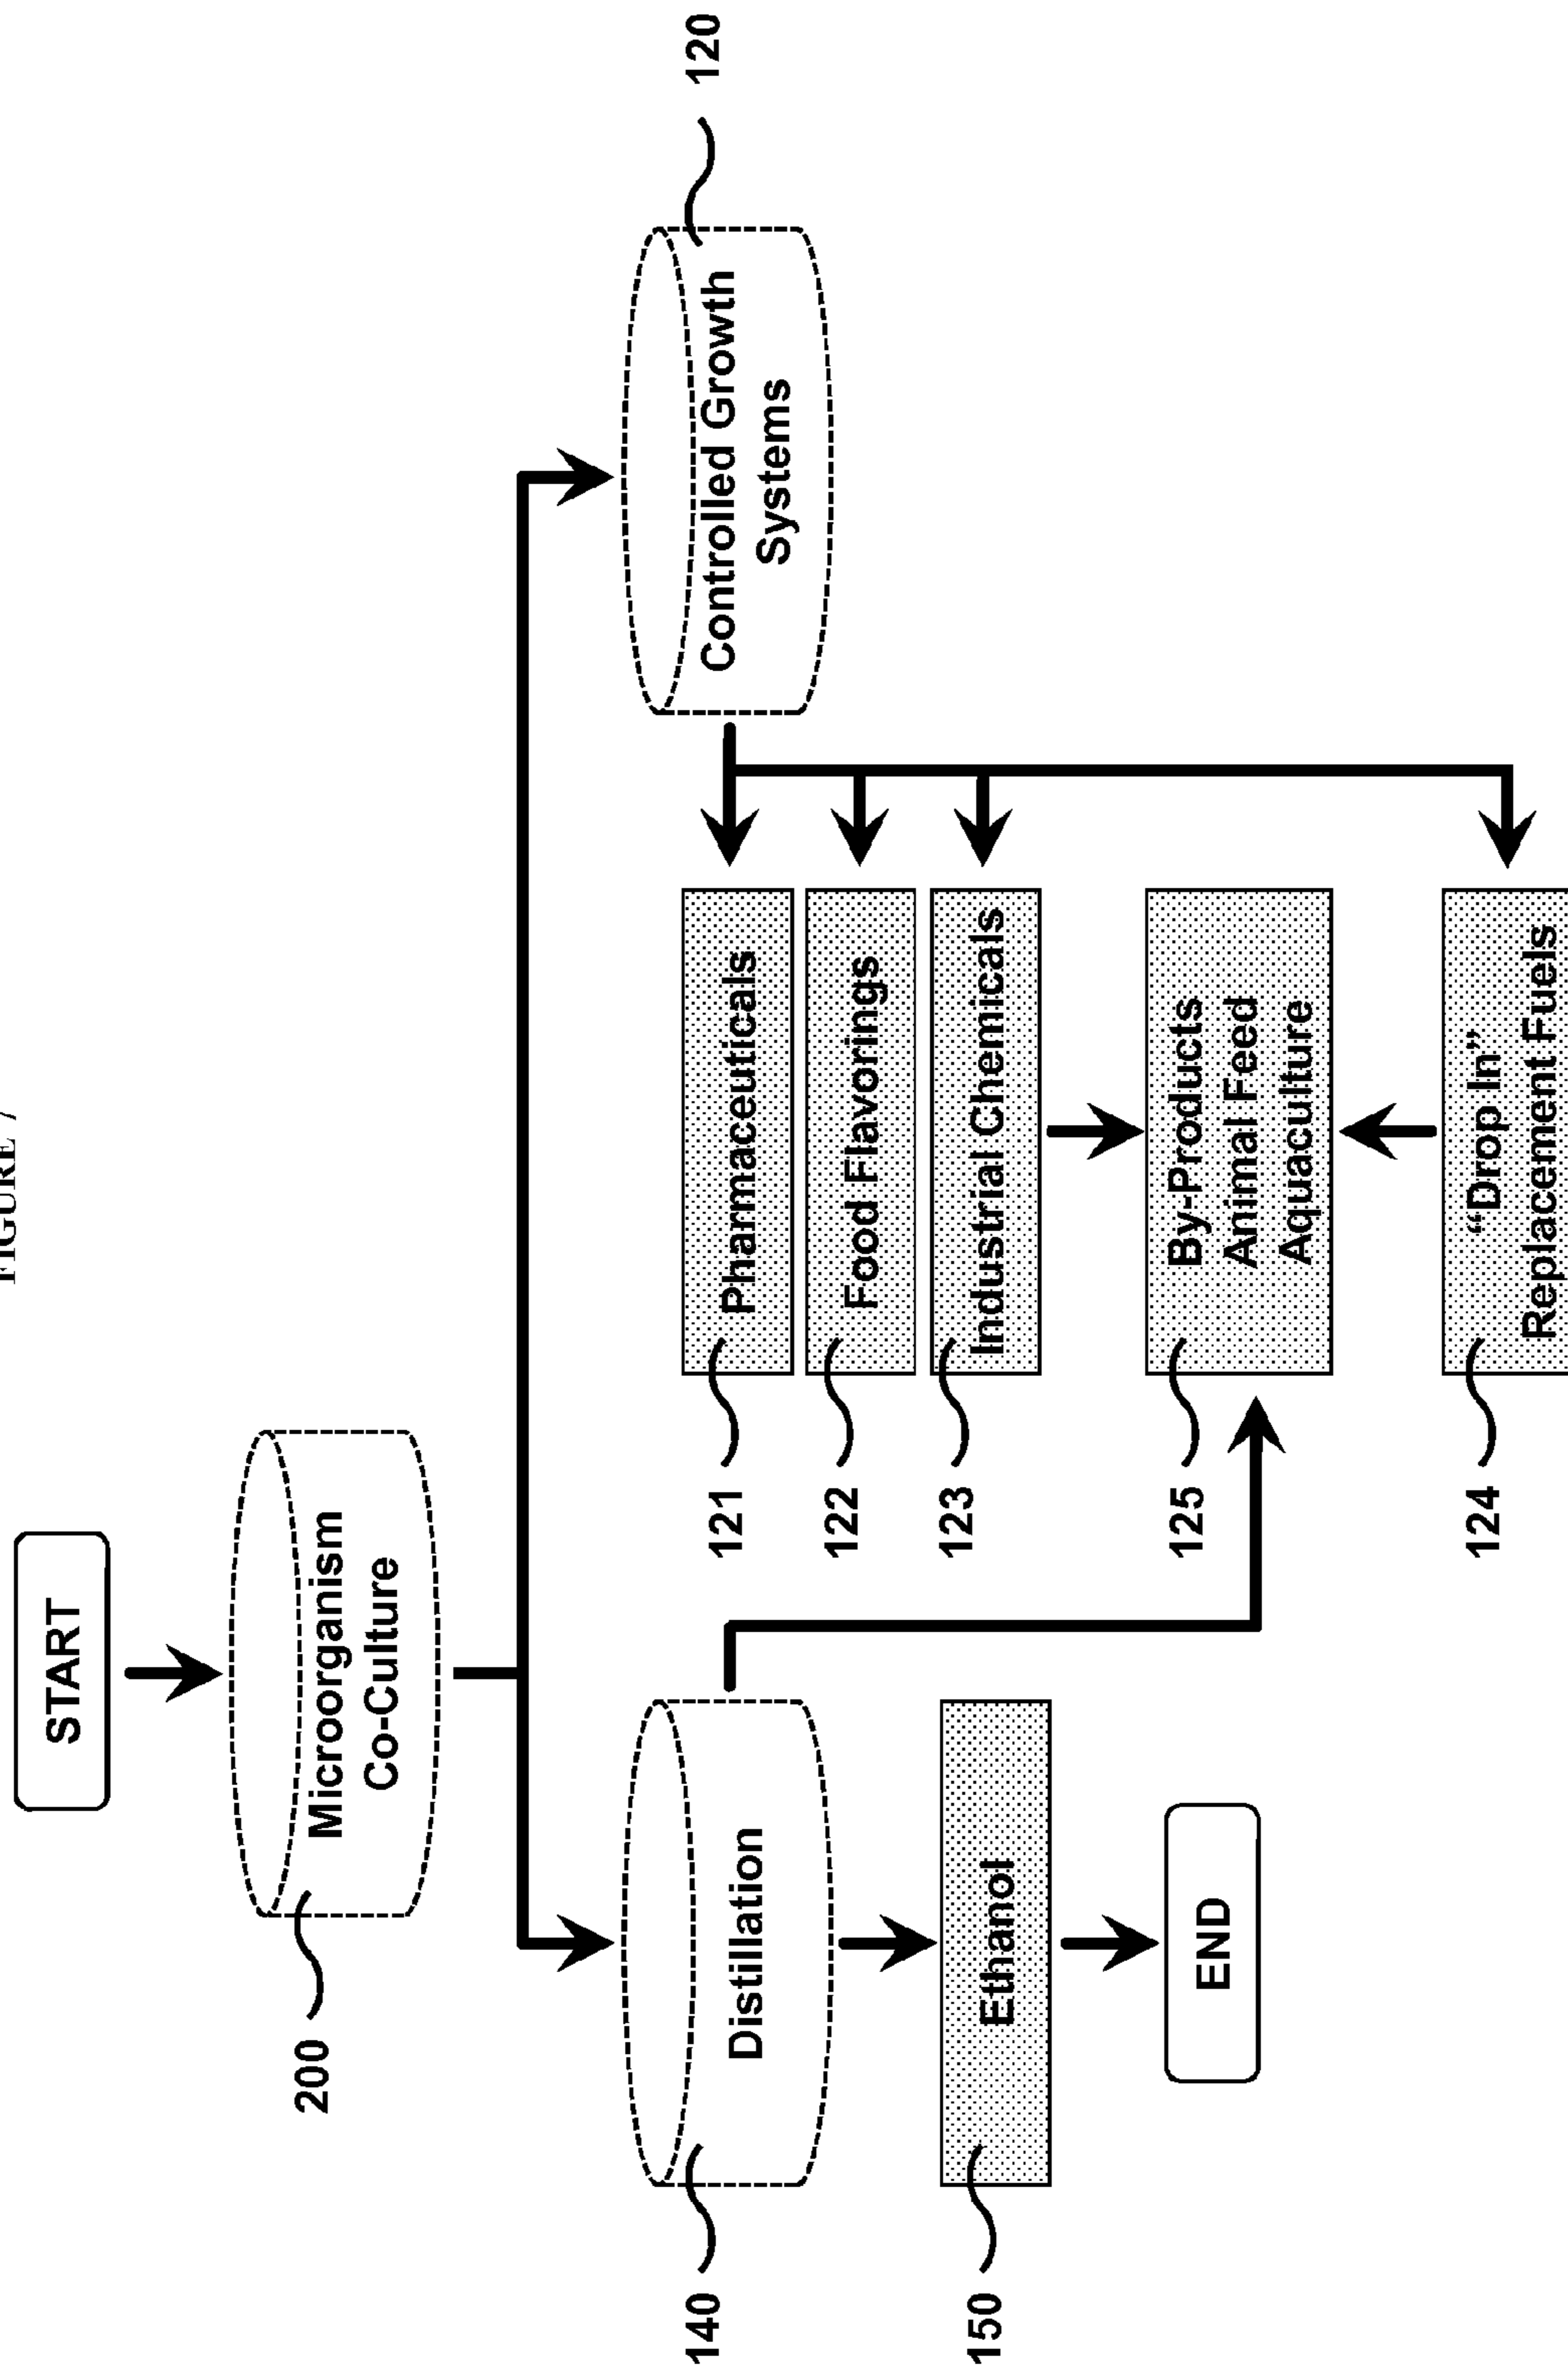 FIGURE 7
START
200
Microorganism
Co-Culture
140
Distillation
Controlled Growth
Systems
120
150
Ethanol
END
121
Pharmaceuticals
122
Food Flavorings
123
Industrial Chemicals
125
By-Products
Animal Feed
Aquaculture
124
“Drop In”
Replacement Fuels